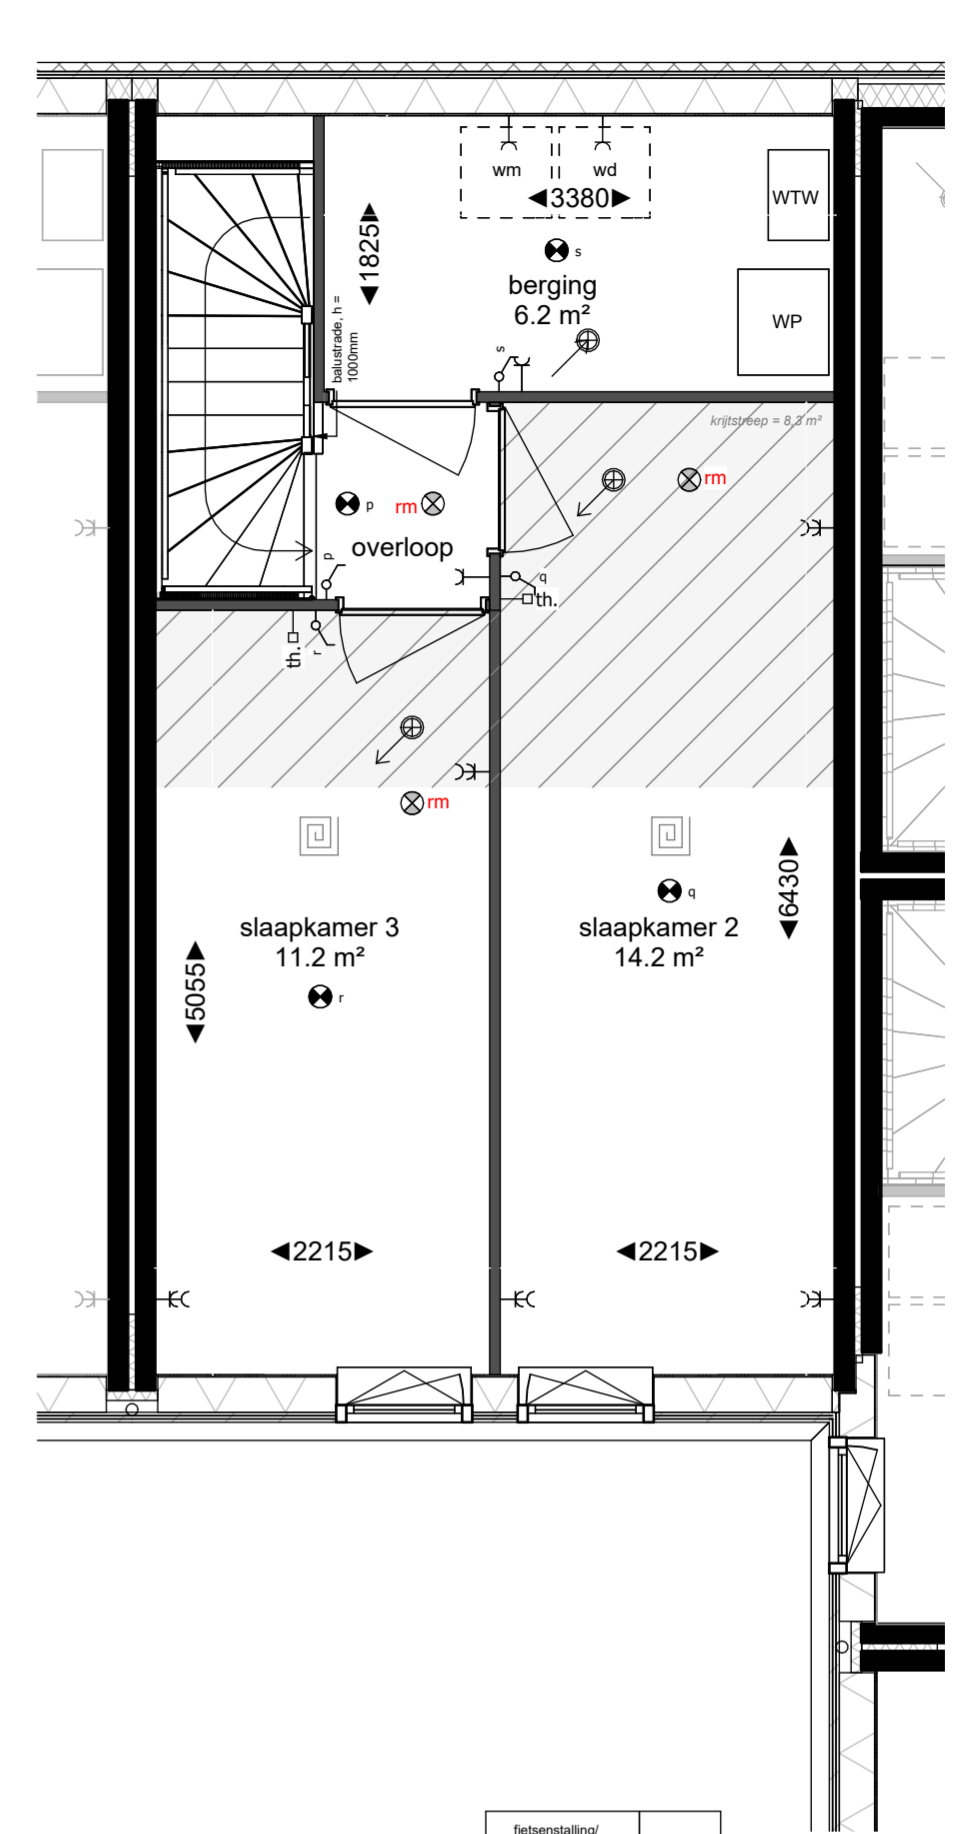 wm
wd
◄3380►
WTW
◄1825►
s
berging
6.2 m²
WP
balustrade, h =
1000mm
s
krijtstreep = 8,3 m²
rm
p
rm
overloop
p
q
th.
th.
r
rm
◄6430►
q
slaapkamer 3
11.2 m²
slaapkamer 2
14.2 m²
◄5055►
r
◄2215►
◄2215►
fietsenstalling/